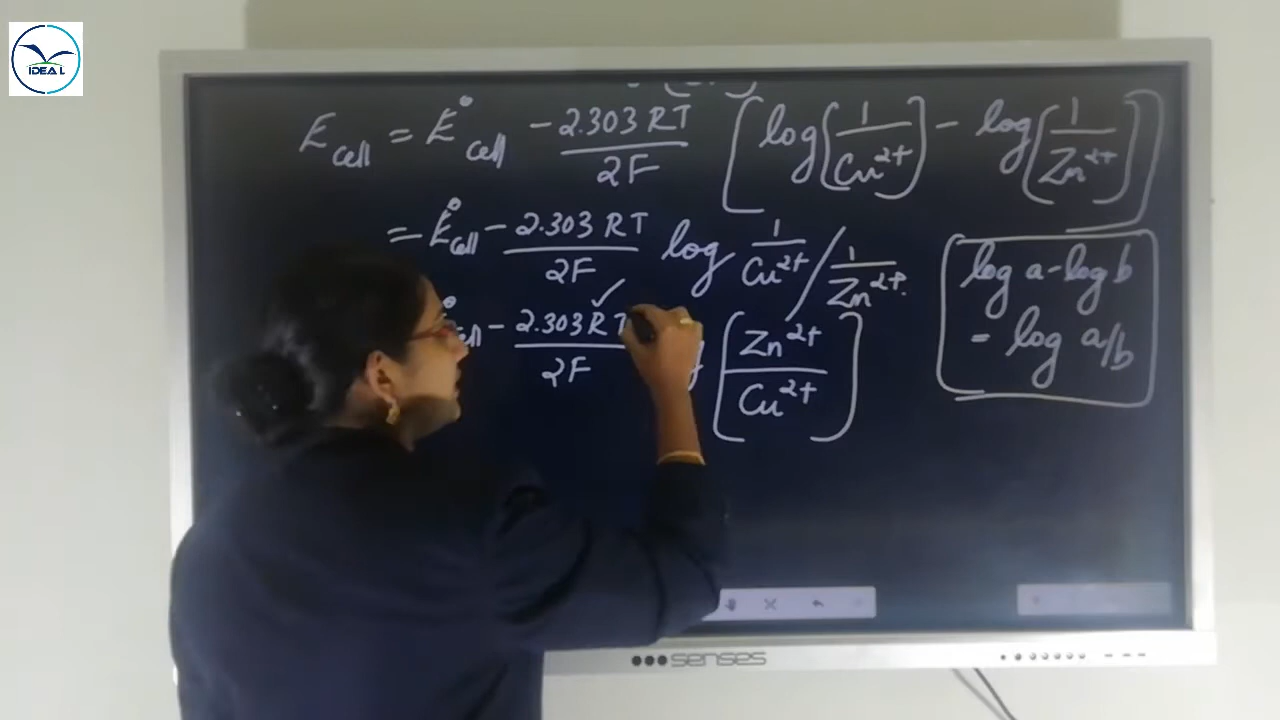 IDEAL
E cell = E° cell - 2.303 RT / 2F [log(1/Cu²⁺) - log(1/Zn²⁺)]
= E° cell - 2.303 RT / 2F log 1/Cu²⁺ / 1/Zn²⁺.
log a - log b
= log a/b
- 2.303 RT / 2F [Zn²⁺ / Cu²⁺]
senses